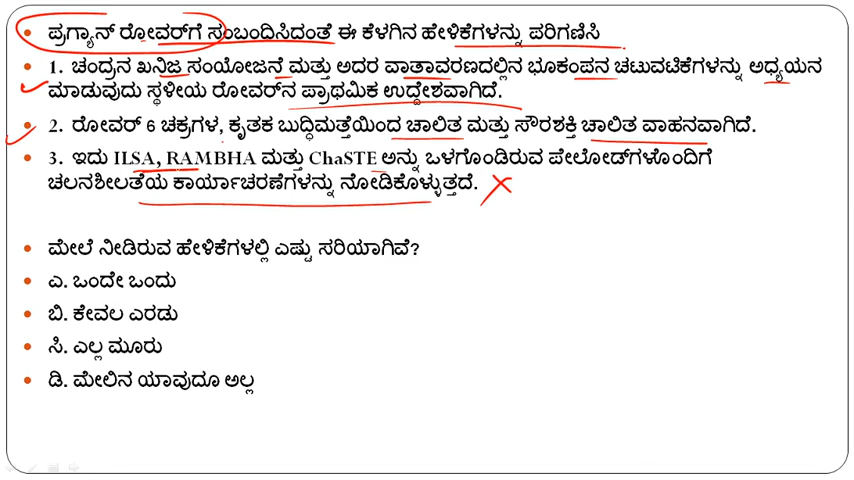 ಪ್ರಗ್ಯಾನ್ ರೋವರ್‌ಗೆ ಸಂಬಂದಿಸಿದಂತೆ ಈ ಕೆಳಗಿನ ಹೇಳಿಕೆಗಳನ್ನು ಪರಿಗಣಿಸಿ
1. ಚಂದ್ರನ ಖನಿಜ ಸಂಯೋಜನೆ ಮತ್ತು ಅದರ ವಾತಾವರಣದಲ್ಲಿನ ಭೂಕಂಪನ ಚಟುವಟಿಕೆಗಳನ್ನು ಅಧ್ಯಯನ
ಮಾಡುವುದು ಸ್ಥಳೀಯ ರೋವರ್‌ನ ಪ್ರಾಥಮಿಕ ಉದ್ದೇಶವಾಗಿದೆ.
2. ರೋವರ್ 6 ಚಕ್ರಗಳ, ಕೃತಕ ಬುದ್ಧಿಮತ್ತೆಯಿಂದ ಚಾಲಿತ ಮತ್ತು ಸೌರಶಕ್ತಿ ಚಾಲಿತ ವಾಹನವಾಗಿದೆ.
3. ಇದು ILSA, RAMBHA ಮತ್ತು ChaSTE ಅನ್ನು ಒಳಗೊಂಡಿರುವ ಪೇಲೋಡ್‌ಗಳೊಂದಿಗೆ
ಚಲನಶೀಲತೆಯ ಕಾರ್ಯಾಚರಣೆಗಳನ್ನು ನೋಡಿಕೊಳ್ಳುತ್ತದೆ.
ಮೇಲೆ ನೀಡಿರುವ ಹೇಳಿಕೆಗಳಲ್ಲಿ ಎಷ್ಟು ಸರಿಯಾಗಿವೆ?
ಎ. ಒಂದೇ ಒಂದು
ಬಿ. ಕೇವಲ ಎರಡು
ಸಿ. ಎಲ್ಲ ಮೂರು
ಡಿ. ಮೇಲಿನ ಯಾವುದೂ ಅಲ್ಲ